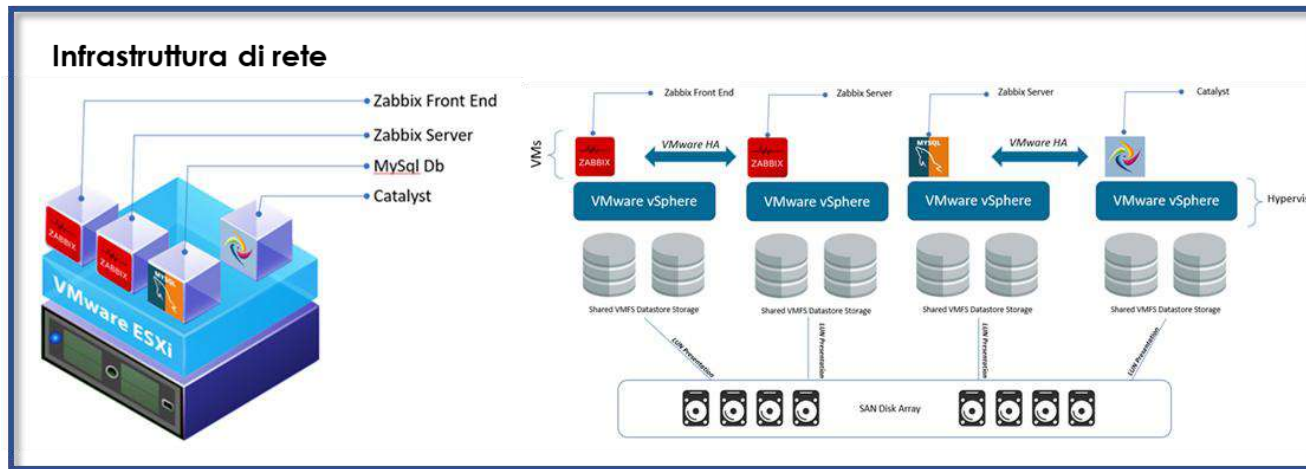 Infrastruttura di rete
Zabbix Front End
Zabbix Server
MySql Db
Catalyst
ZABBIX
ZABBIX
MYSQL
VMware ESXi
Zabbix Front End
Zabbix Server
Zabbix Server
Catalyst
VMs
ZABBIX
VMware HA
ZABBIX
MYSQL
VMware HA
VMware vSphere
VMware vSphere
VMware vSphere
VMware vSphere
Hypervis
Shared VMFS Datastore Storage
Shared VMFS Datastore Storage
Shared VMFS Datastore Storage
Shared VMFS Datastore Storage
LUN Presentation
LUN Presentation
LUN Presentation
LUN Presentation
SAN Disk Array